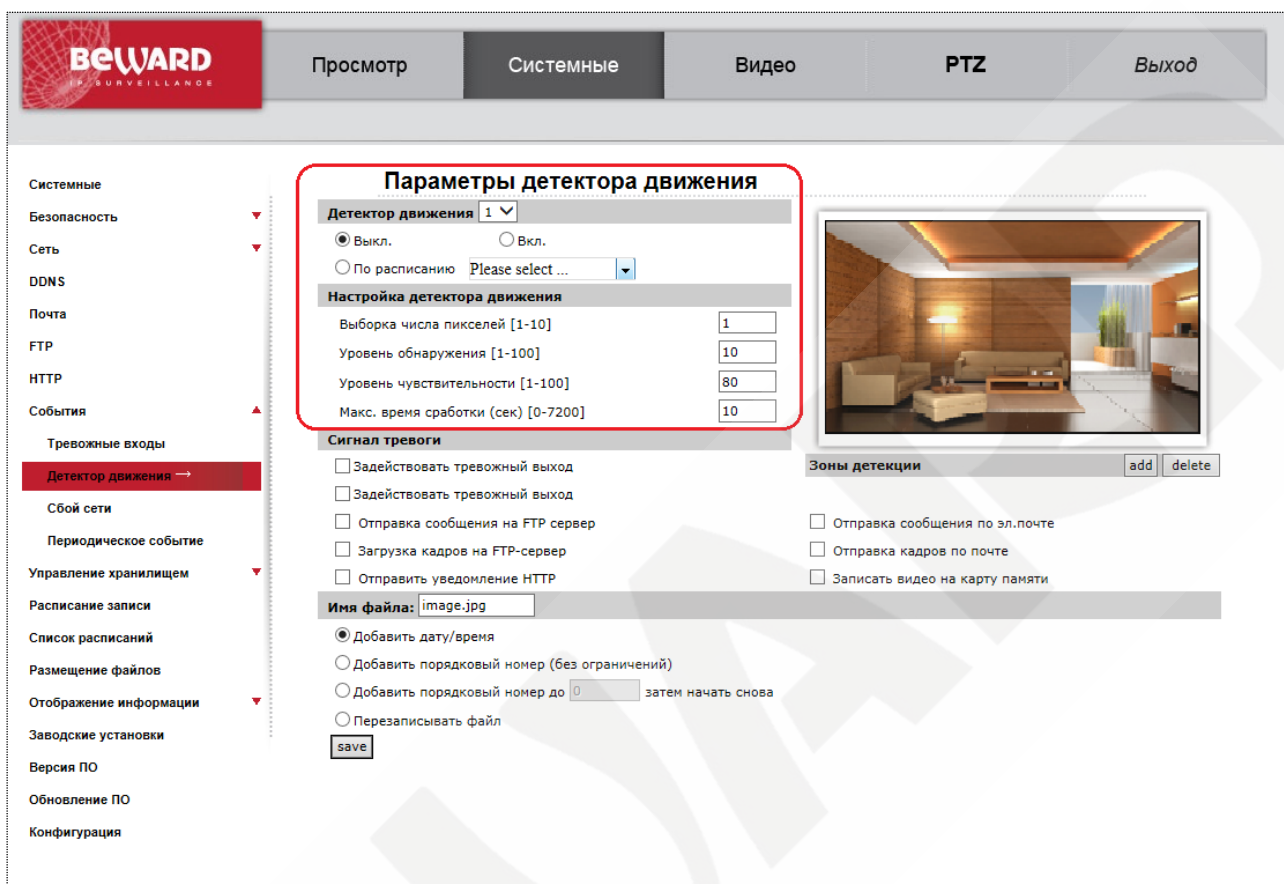 BEWARD
IP SURVEILLANCE
Просмотр
Системные
Видео
PTZ
Выход
Системные
Безопасность
Сеть
DDNS
Почта
FTP
HTTP
События
Тревожные входы
Детектор движения →
Сбой сети
Периодическое событие
Управление хранилищем
Расписание записи
Список расписаний
Размещение файлов
Отображение информации
Заводские установки
Версия ПО
Обновление ПО
Конфигурация
Параметры детектора движения
Детектор движения 1
Выкл. Вкл.
По расписанию Please select ...
Настройка детектора движения
Выборка числа пикселей [1-10] 1
Уровень обнаружения [1-100] 10
Уровень чувствительности [1-100] 80
Макс. время сработки (сек) [0-7200] 10
Сигнал тревоги
Зоны детекции add delete
Задействовать тревожный выход
Задействовать тревожный выход
Отправка сообщения на FTP сервер
Отправка сообщения по эл.почте
Загрузка кадров на FTP-сервер
Отправка кадров по почте
Отправить уведомление HTTP
Записать видео на карту памяти
Имя файла: image.jpg
Добавить дату/время
Добавить порядковый номер (без ограничений)
Добавить порядковый номер до 0 затем начать снова
Перезаписывать файл
save